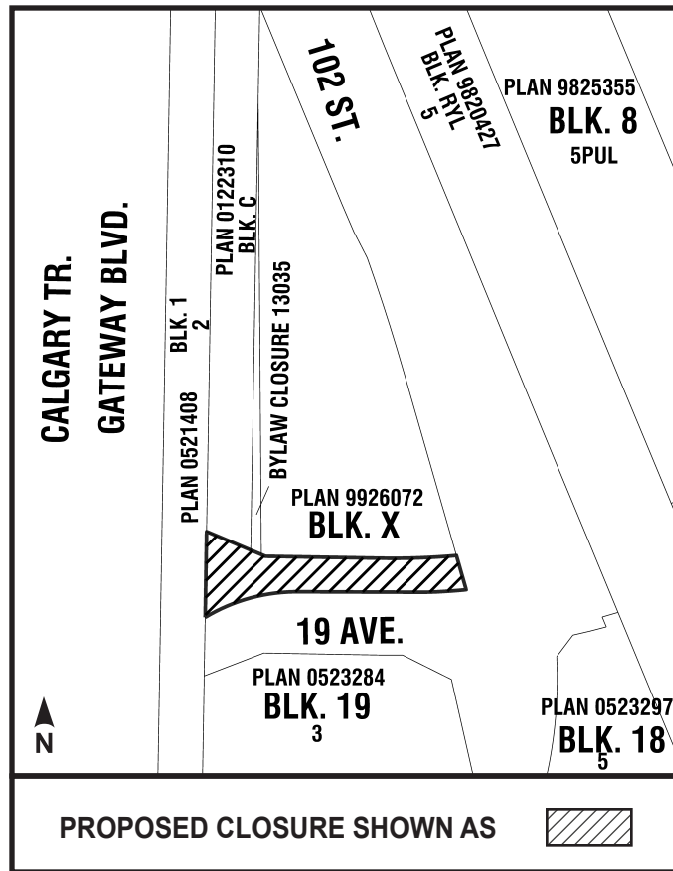 CALGARY TR.
GATEWAY BLVD.
BLK. 1
2
PLAN 0521408
PLAN 0122310
BLK. C
BYLAW CLOSURE 13035
102 ST.
PLAN 9820427
BLK. RYL
5
PLAN 9825355
BLK. 8
5PUL
PLAN 9926072
BLK. X
19 AVE.
PLAN 0523284
BLK. 19
3
PLAN 0523297
BLK. 18
5
N
PROPOSED CLOSURE SHOWN AS